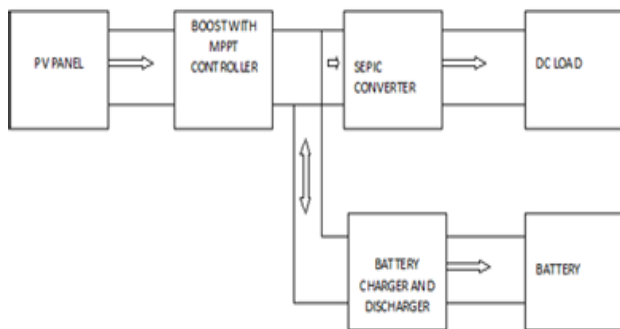 PV PANEL
BOOST WITH
MPPT
CONTROLLER
SEPIC
CONVERTER
DC LOAD
BATTERY
CHARGER AND
DISCHARGER
BATTERY